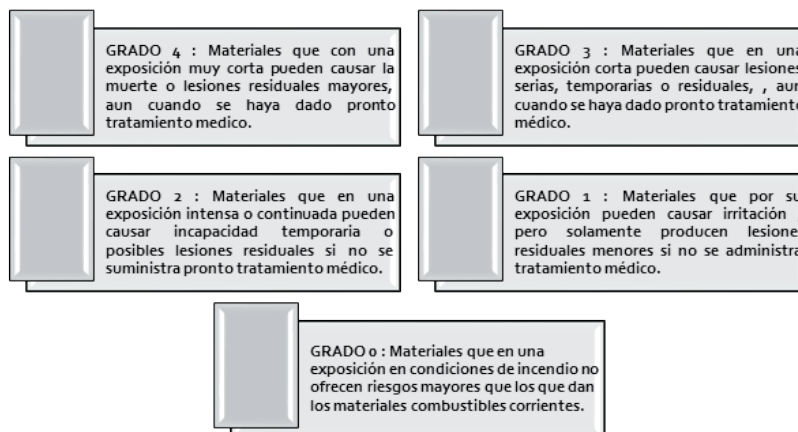 GRADO 4 : Materiales que con una
exposición muy corta pueden causar la
muerte o lesiones residuales mayores,
aun cuando se haya dado pronto
tratamiento medico.
GRADO 3 : Materiales que en una
exposición corta pueden causar lesiones
serias, temporarias o residuales, , aun
cuando se haya dado pronto tratamiento
médico.
GRADO 2 : Materiales que en una
exposición intensa o continuada pueden
causar incapacidad temporaria o
posibles lesiones residuales si no se
suministra pronto tratamiento médico.
GRADO 1 : Materiales que por su
exposición pueden causar irritación
pero solamente producen lesiones
residuales menores si no se administra
tratamiento médico.
GRADO 0 : Materiales que en una
exposición en condiciones de incendio no
ofrecen riesgos mayores que los que dan
los materiales combustibles corrientes.